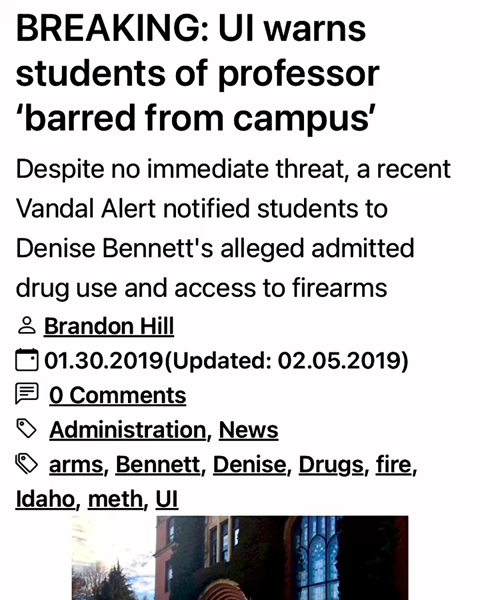 BREAKING: UI warns
students of professor
‘barred from campus’
Despite no immediate threat, a recent
Vandal Alert notified students to
Denise Bennett's alleged admitted
drug use and access to firearms
Brandon Hill
01.30.2019(Updated: 02.05.2019)
0 Comments
Administration, News
arms, Bennett, Denise, Drugs, fire,
Idaho, meth, UI